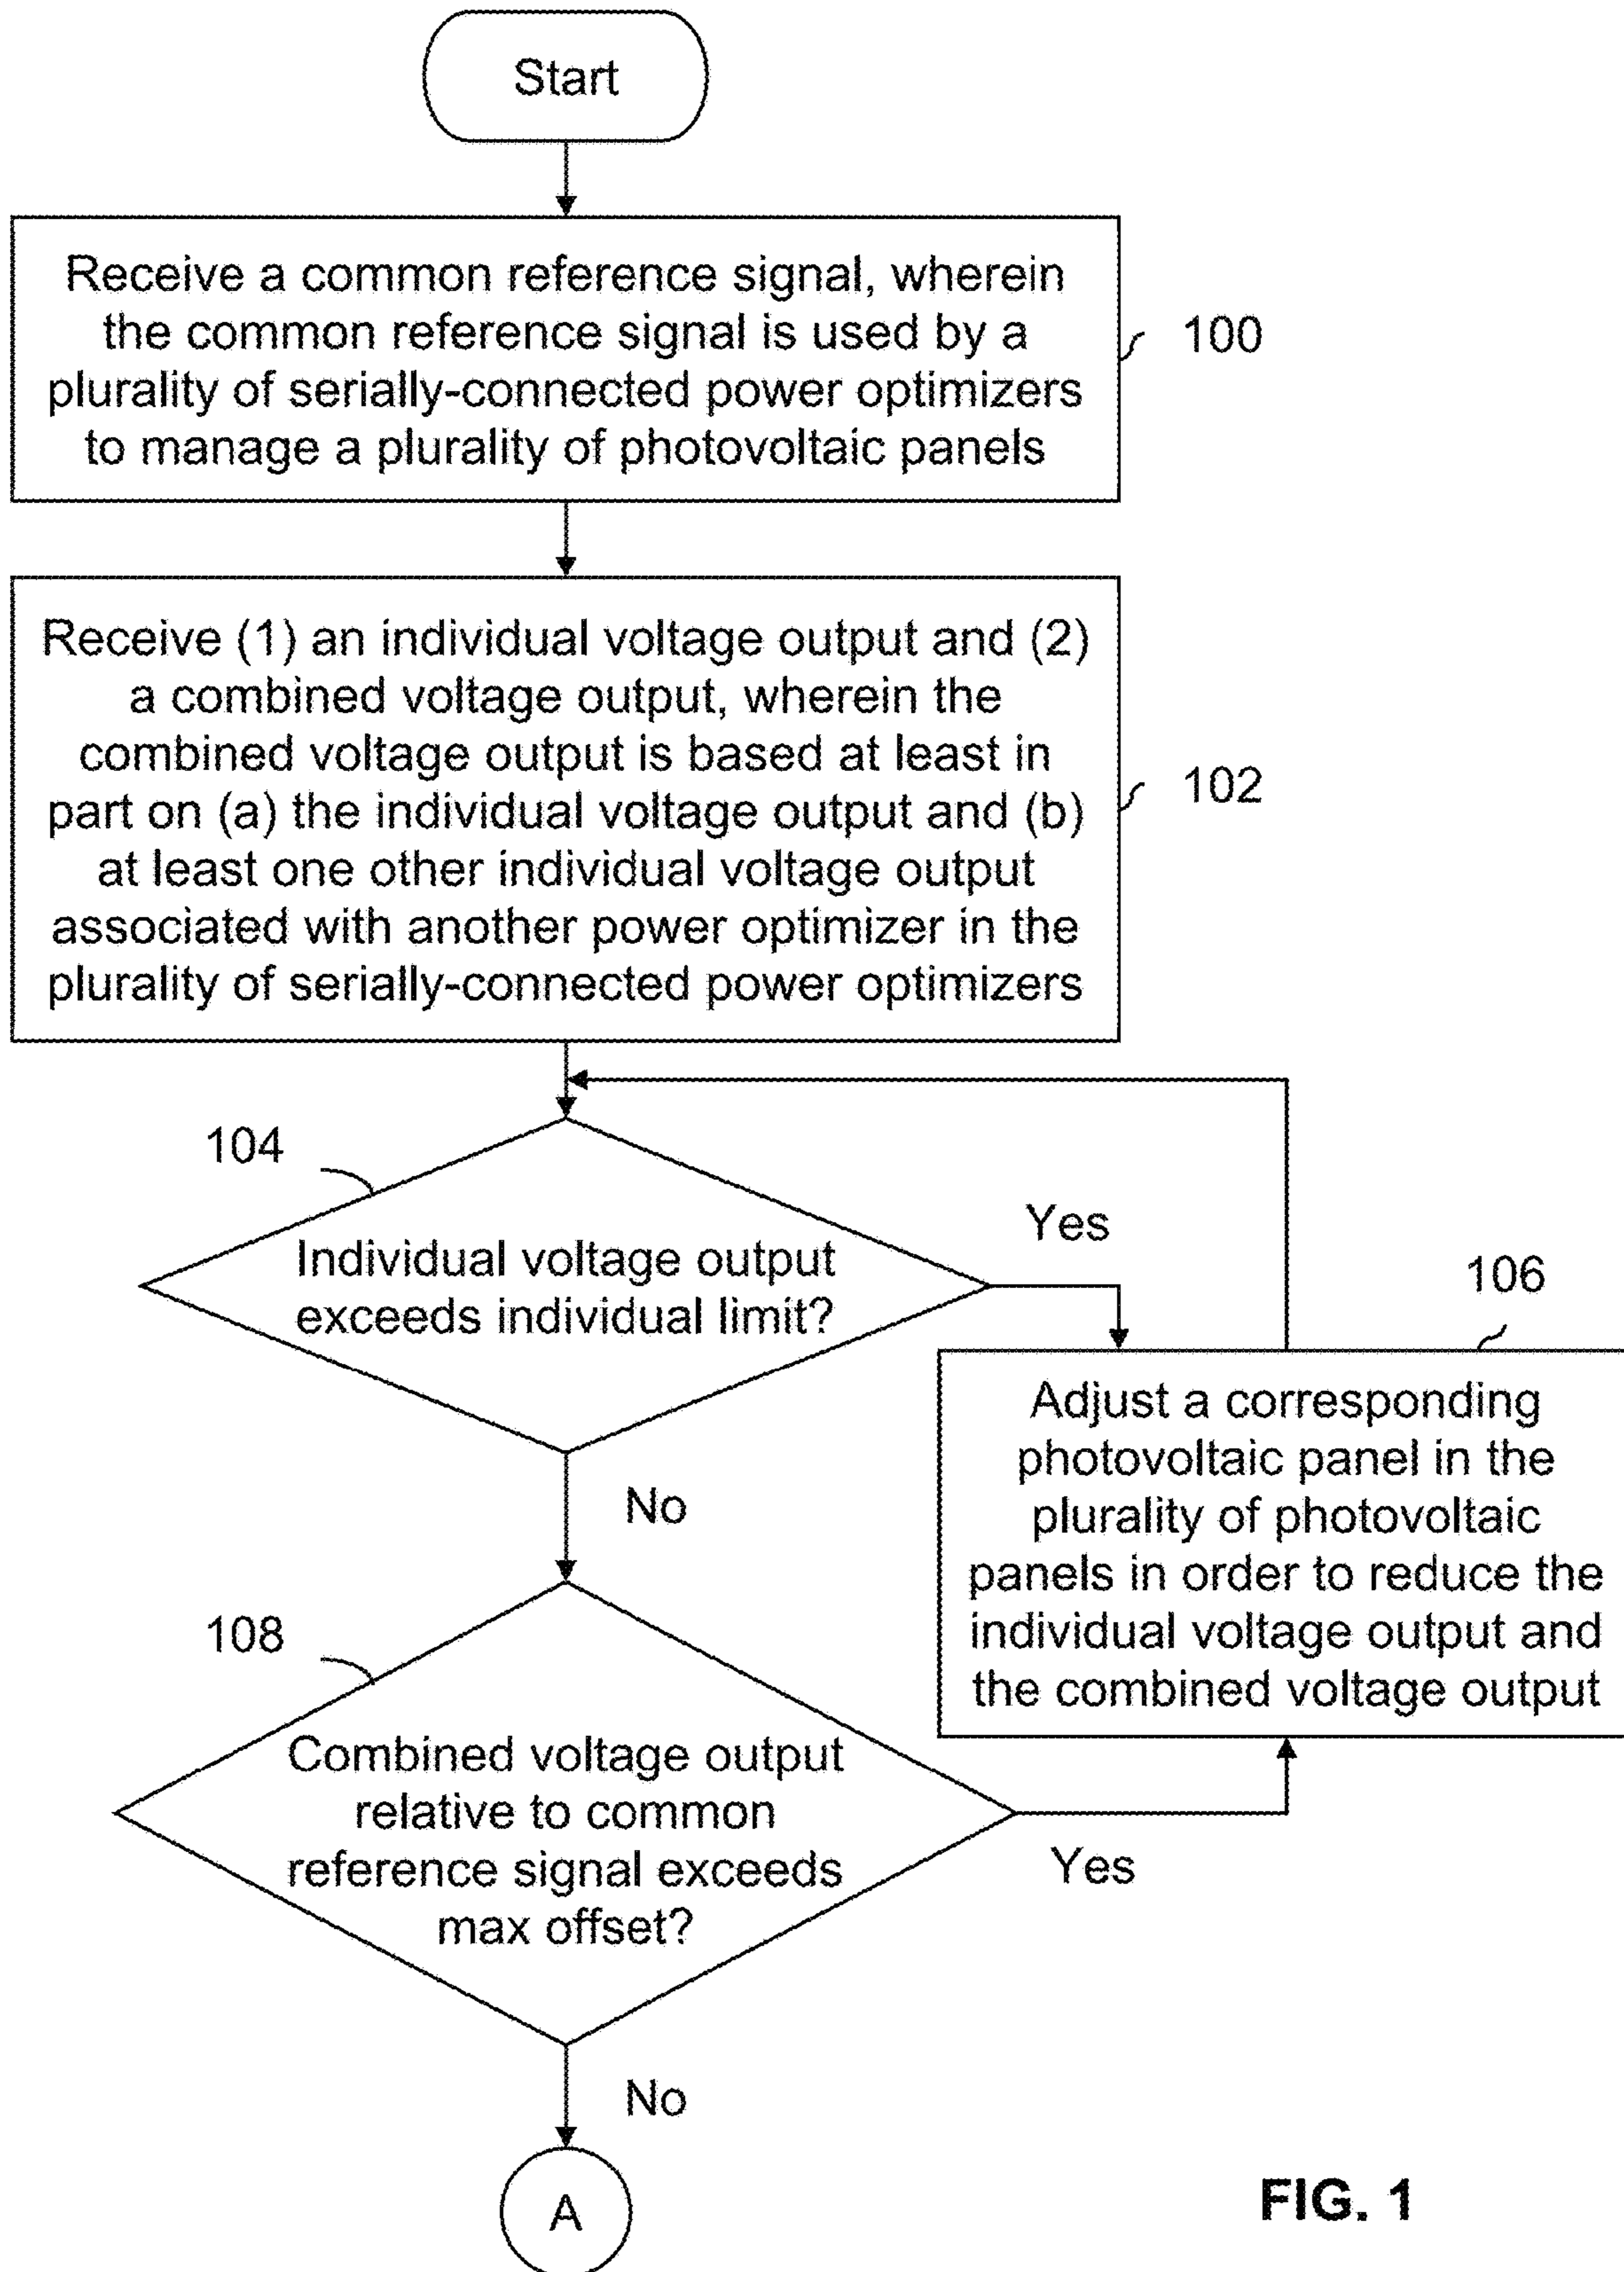 Start
Receive a common reference signal, wherein
the common reference signal is used by a
plurality of serially-connected power optimizers
to manage a plurality of photovoltaic panels
100
Receive (1) an individual voltage output and (2)
a combined voltage output, wherein the
combined voltage output is based at least in
part on (a) the individual voltage output and (b)
at least one other individual voltage output
associated with another power optimizer in the
plurality of serially-connected power optimizers
102
104
Individual voltage output
exceeds individual limit?
Yes
No
106
Adjust a corresponding
photovoltaic panel in the
plurality of photovoltaic
panels in order to reduce the
individual voltage output and
the combined voltage output
108
Combined voltage output
relative to common
reference signal exceeds
max offset?
Yes
No
A
FIG. 1